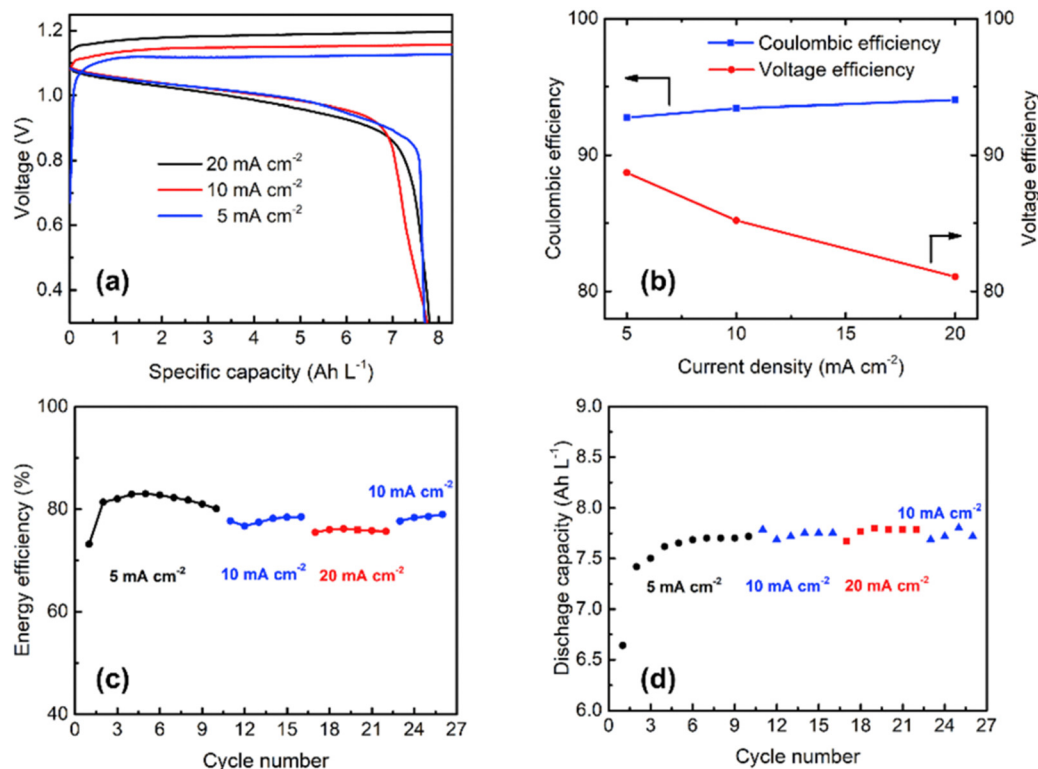 1.2
1.0
0.8
0.6
0.4
Voltage (V)
20 mA cm⁻²
10 mA cm⁻²
5 mA cm⁻²
(a)
0 1 2 3 4 5 6 7 8
Specific capacity (Ah L⁻¹)
100
90
80
Coulombic efficiency
Coulombic efficiency
Voltage efficiency
(b)
100
90
80
Voltage efficiency
5 10 15 20
Current density (mA cm⁻²)
100
80
60
40
Energy efficiency (%)
5 mA cm⁻²
10 mA cm⁻²
20 mA cm⁻²
10 mA cm⁻²
(c)
0 3 6 9 12 15 18 21 24 27
Cycle number
9.0
8.5
8.0
7.5
7.0
6.5
6.0
Dischage capacity (Ah L⁻¹)
10 mA cm⁻²
5 mA cm⁻²
10 mA cm⁻²
20 mA cm⁻²
(d)
0 3 6 9 12 15 18 21 24 27
Cycle number